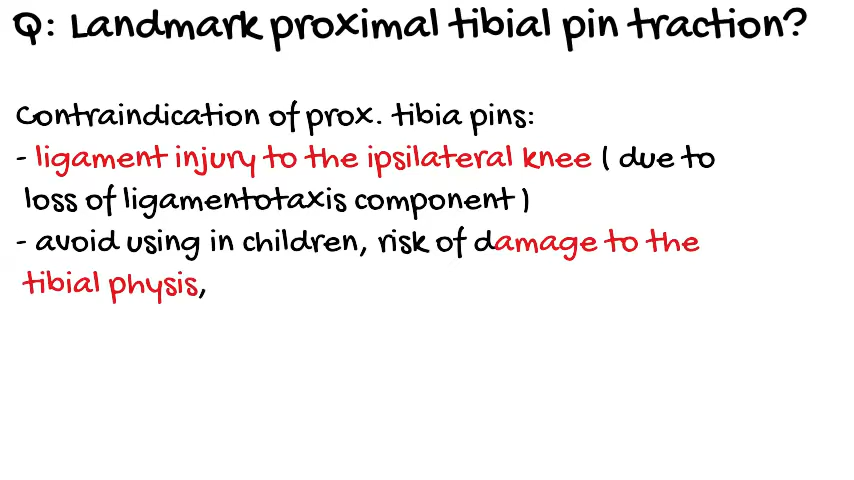 Q: Landmark proximal tibial pin traction?
Contraindication of prox. tibia pins:
- ligament injury to the ipsilateral knee ( due to
loss of ligamentotaxis component )
- avoid using in children, risk of damage to the
tibial physis,